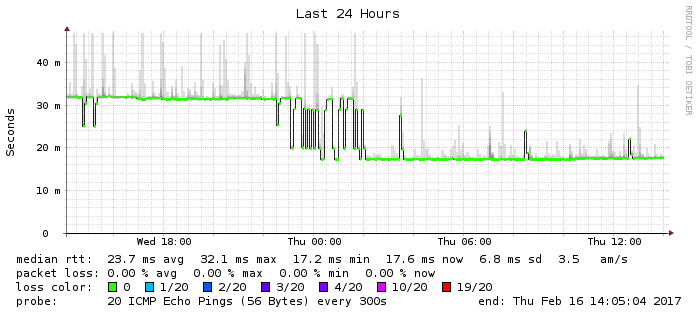 Last 24 Hours
RRDTOOL / TOBI OETIKER
Seconds
40 m
30 m
20 m
10 m
0
Wed 18:00 Thu 00:00 Thu 06:00 Thu 12:00
median rtt: 23.7 ms avg 32.1 ms max 17.2 ms min 17.6 ms now 6.8 ms sd 3.5 am/s
packet loss: 0.00 % avg 0.00 % max 0.00 % min 0.00 % now
loss color: 0 1/20 2/20 3/20 4/20 10/20 19/20
probe: 20 ICMP Echo Pings (56 Bytes) every 300s end: Thu Feb 16 14:05:04 2017